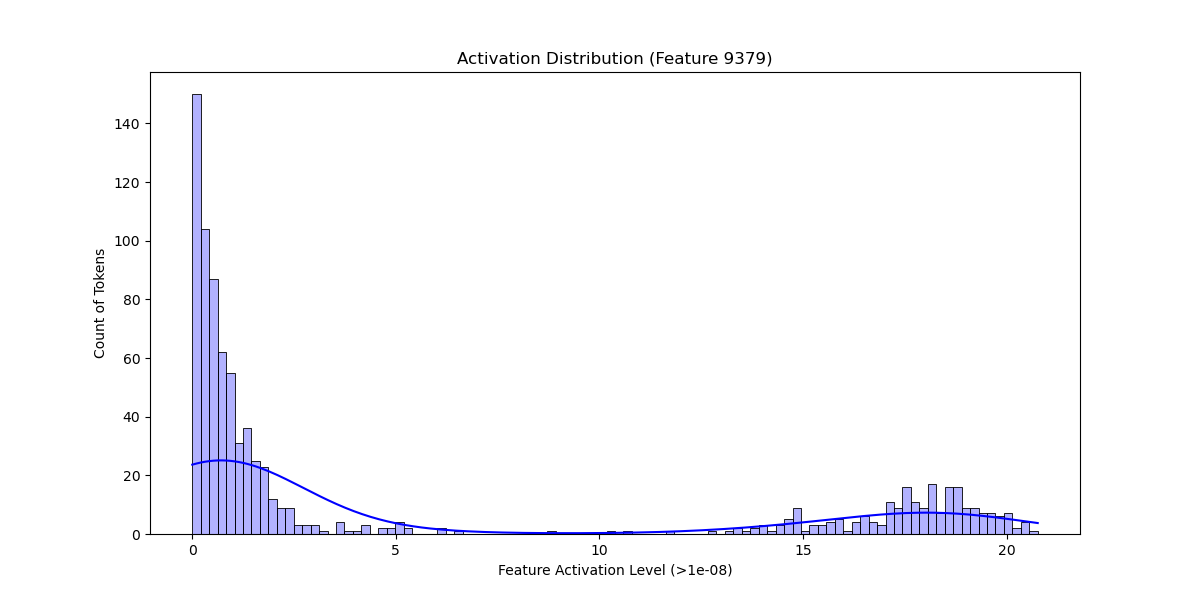 Activation Distribution (Feature 9379)
Count of Tokens
140
120
100
80
60
40
20
0
0 5 10 15 20
Feature Activation Level (>1e-08)